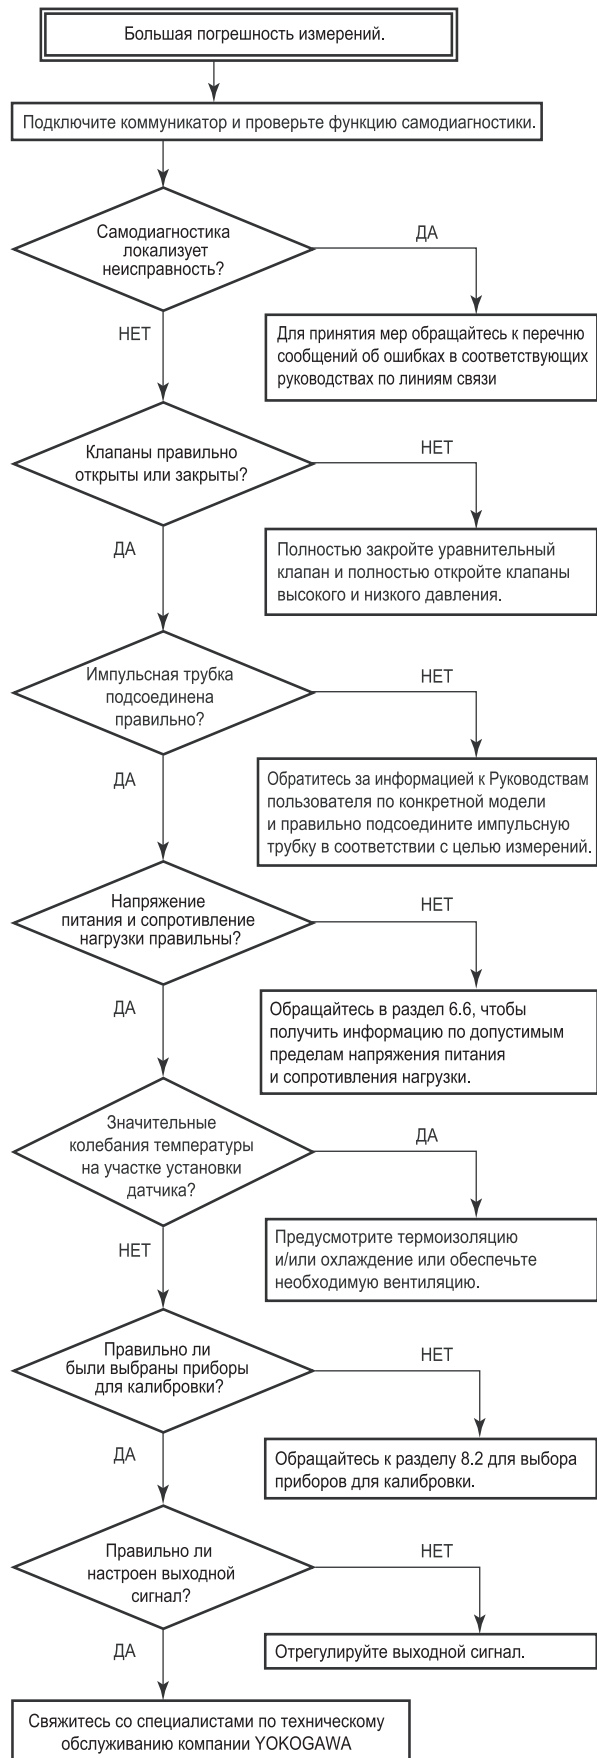 Большая погрешность измерений.
Подключите коммуникатор и проверьте функцию самодиагностики.
Самодиагностика
локализует
неисправность?
ДА
НЕТ
Для принятия мер обращайтесь к перечню
сообщений об ошибках в соответствующих
руководствах по линиям связи
Клапаны правильно
открыты или закрыты?
НЕТ
ДА
Полностью закройте уравнительный
клапан и полностью откройте клапаны
высокого и низкого давления.
Импульсная трубка
подсоединена
правильно?
НЕТ
ДА
Обратитесь за информацией к Руководствам
пользователя по конкретной модели
и правильно подсоедините импульсную
трубку в соответствии с целью измерений.
Напряжение
питания и сопротивление
нагрузки правильны?
НЕТ
ДА
Обращайтесь в раздел 6.6, чтобы
получить информацию по допустимым
пределам напряжения питания
и сопротивления нагрузки.
Значительные
колебания температуры
на участке установки
датчика?
ДА
НЕТ
Предусмотрите термоизоляцию
и/или охлаждение или обеспечьте
необходимую вентиляцию.
Правильно ли
были выбраны приборы
для калибровки?
НЕТ
ДА
Обращайтесь к разделу 8.2 для выбора
приборов для калибровки.
Правильно ли
настроен выходной
сигнал?
НЕТ
ДА
Отрегулируйте выходной сигнал.
Свяжитесь со специалистами по техническому
обслуживанию компании YOKOGAWA